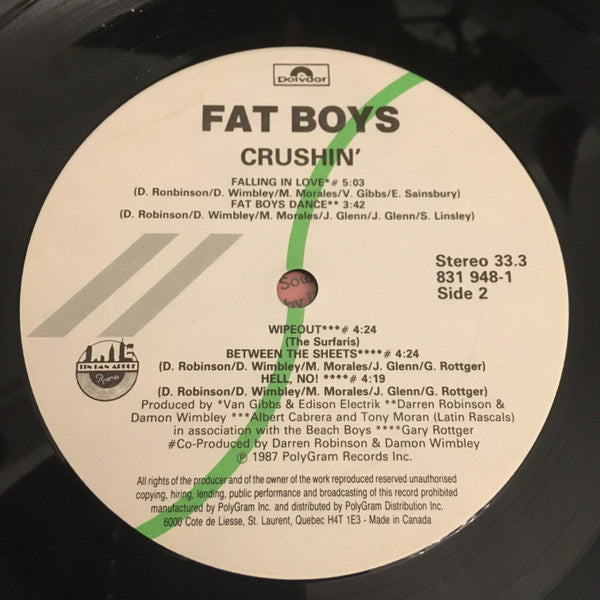 Polydor
FAT BOYS
CRUSHIN'
FALLING IN LOVE*# 5:03
(D. Ronbinson/D. Wimbley/M. Morales/V. Gibbs/E. Sainsbury)
FAT BOYS DANCE** 3:42
(D. Robinson/D. Wimbley/M. Morales/J. Glenn/J. Glenn/S. Linsley)
Stereo 33.3
831 948-1
Side 2
TIN PAN APPLE
WIPEOUT***# 4:24
(The Surfaris)
BETWEEN THE SHEETS****# 4:24
(D. Robinson/D. Wimbley/M. Morales/J. Glenn/G. Rottger)
HELL, NO! ****# 4:19
(D. Robinson/D. Wimbley/M. Morales/J. Glenn/G. Rottger)
Produced by *Van Gibbs & Edison Electrik **Darren Robinson &
Damon Wimbley ***Albert Cabrera and Tony Moran (Latin Rascals)
in association with the Beach Boys ****Gary Rottger
#Co-Produced by Darren Robinson & Damon Wimbley
℗ 1987 PolyGram Records Inc.
All rights of the producer and of the owner of the work reproduced reserved unauthorised
copying, hiring, lending, public performance and broadcasting of this record prohibited
manufactured by PolyGram Inc. and distributed by PolyGram Distribution Inc.
6000 Cote de Liesse, St. Laurent, Quebec H4T 1E3 - Made in Canada